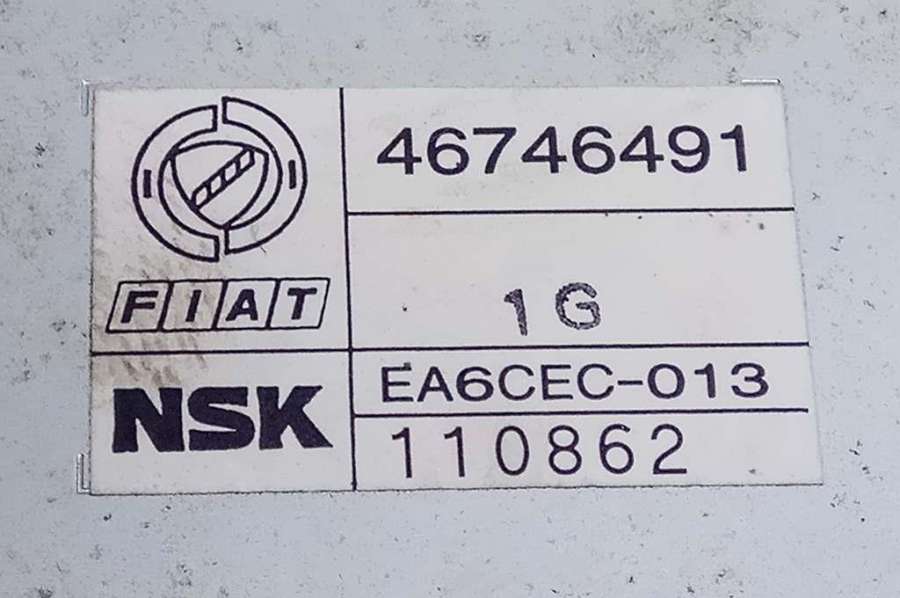 46746491
FIAT
1G
NSK
EA6CEC-013
110862